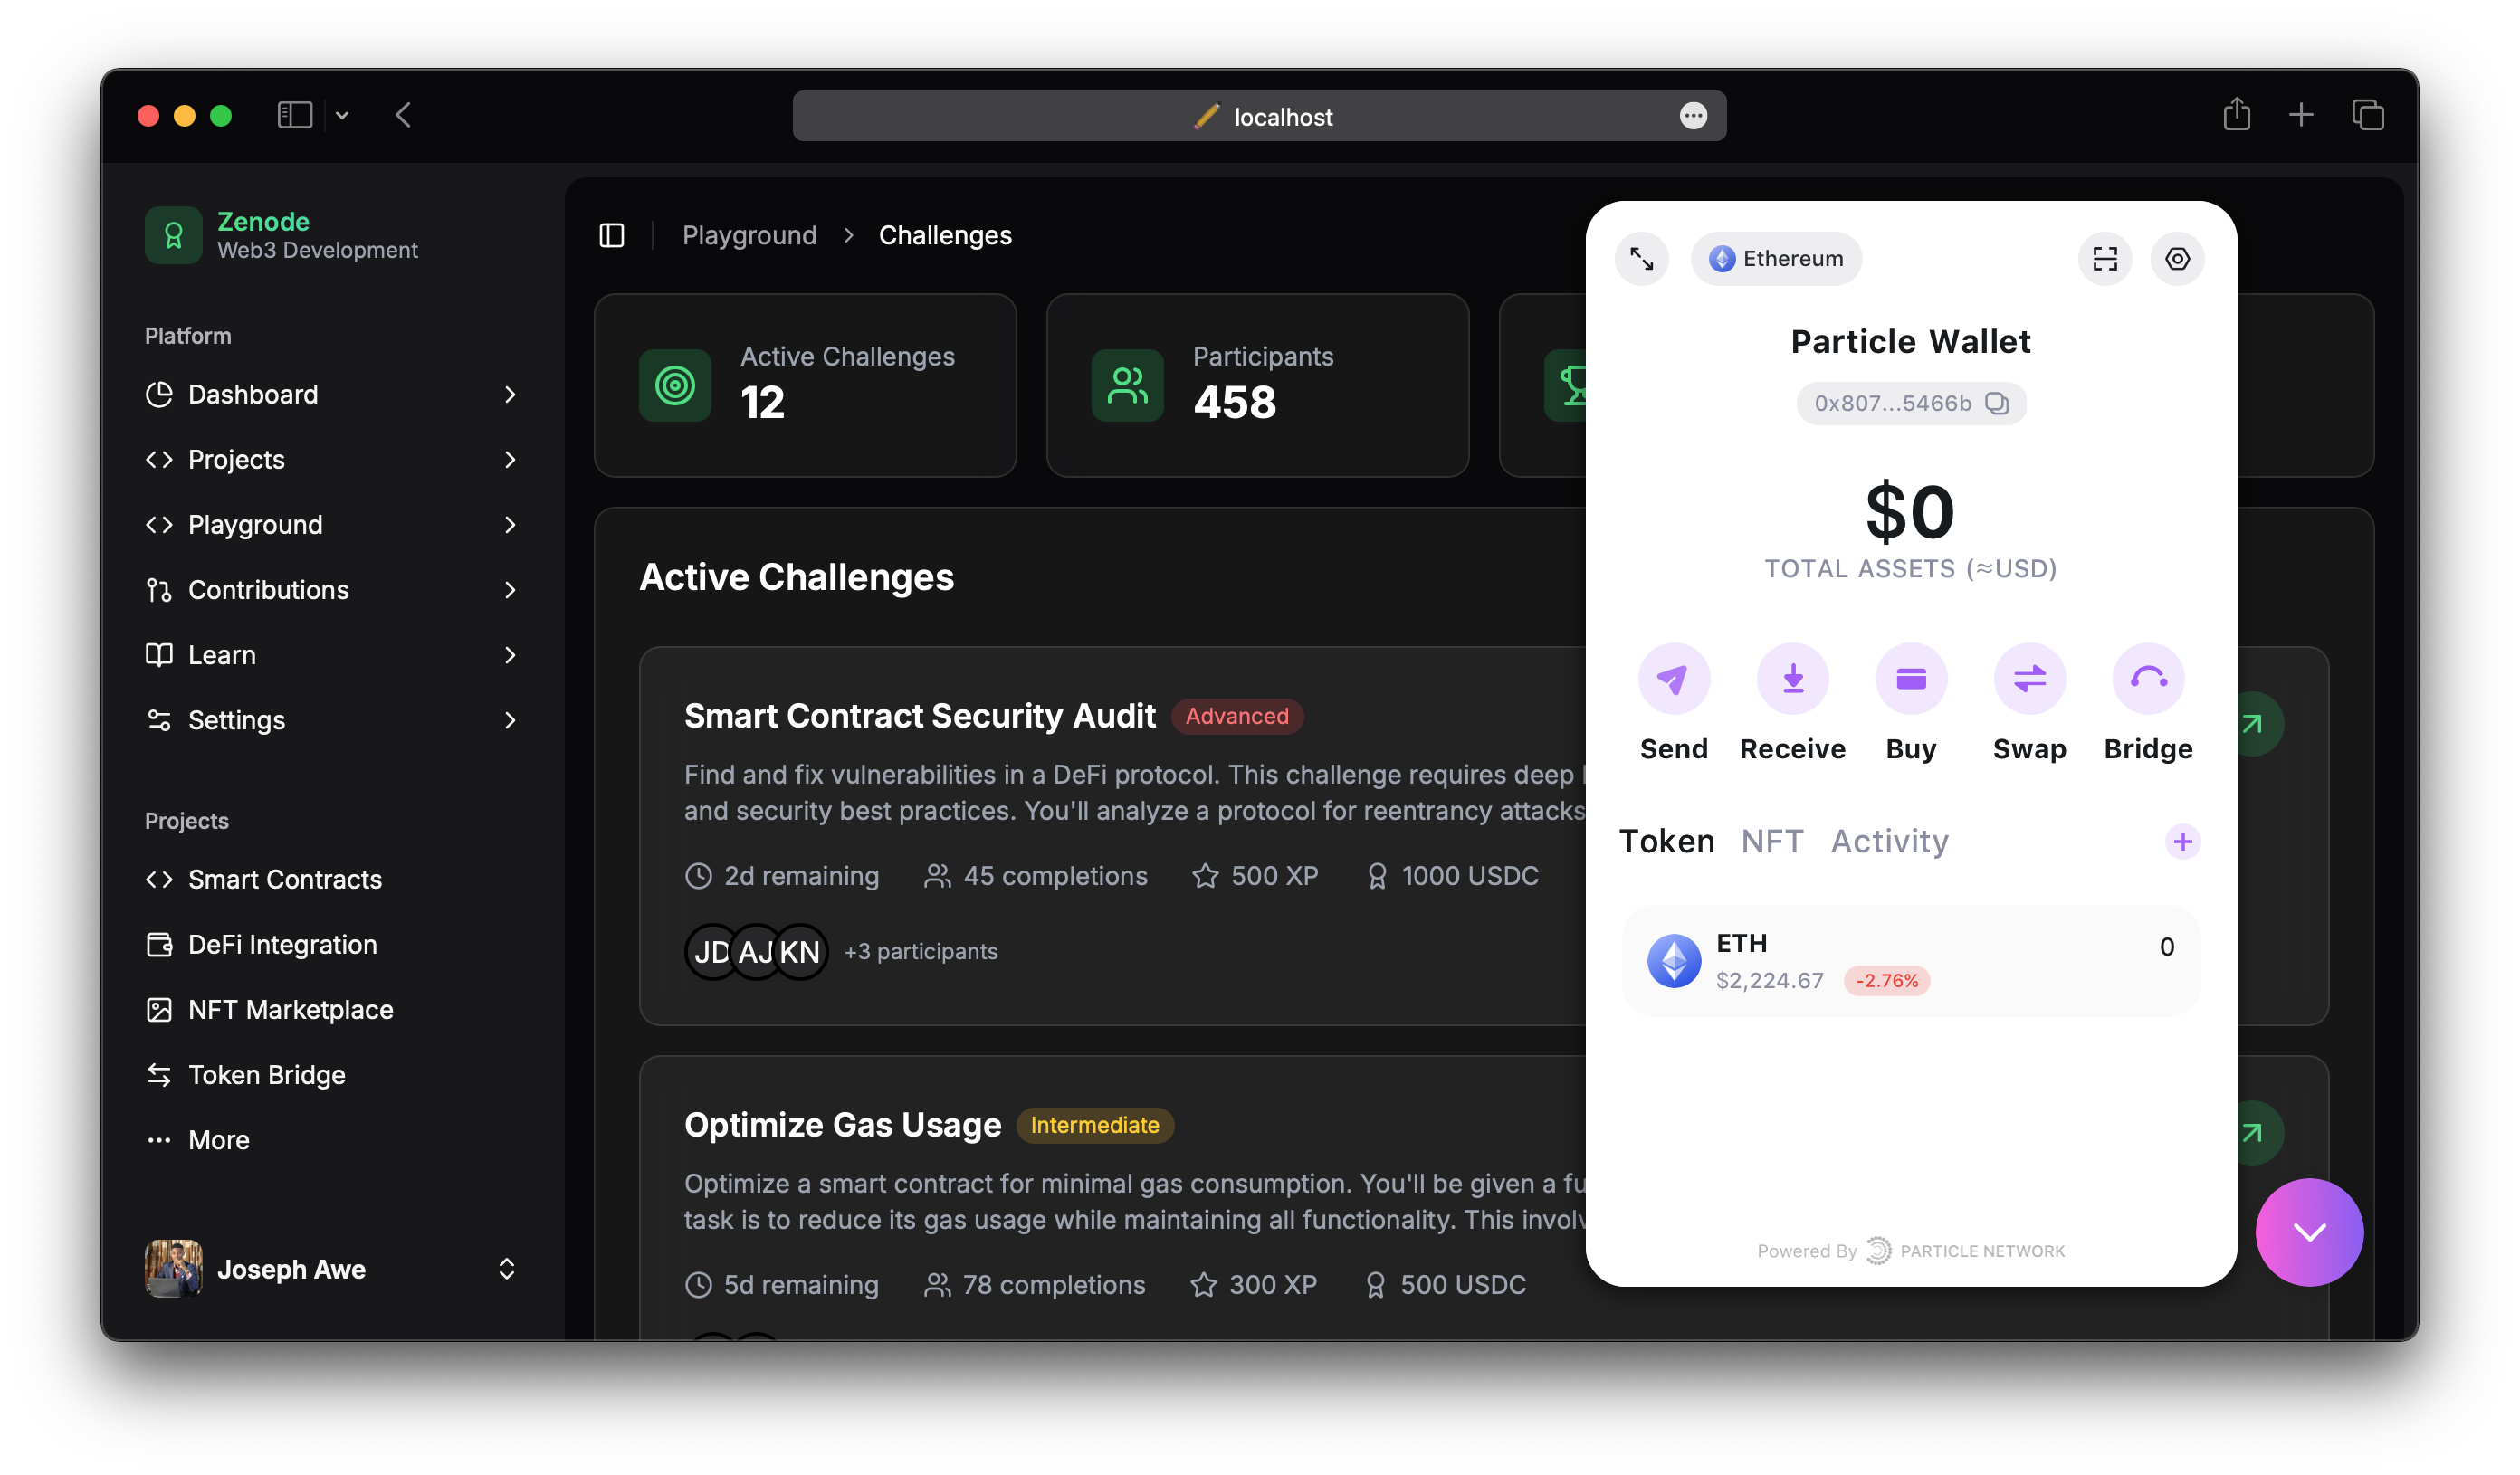 localhost
Zenode
Web3 Development
Platform
Dashboard
Projects
Playground
Contributions
Learn
Settings
Projects
Smart Contracts
DeFi Integration
NFT Marketplace
Token Bridge
More
Joseph Awe
Playground > Challenges
Active Challenges
12
Participants
458
Active Challenges
Smart Contract Security Audit Advanced
Find and fix vulnerabilities in a DeFi protocol. This challenge requires deep
and security best practices. You'll analyze a protocol for reentrancy attacks
2d remaining 45 completions 500 XP 1000 USDC
JD AJ KN +3 participants
Optimize Gas Usage Intermediate
Optimize a smart contract for minimal gas consumption. You'll be given a
task is to reduce its gas usage while maintaining all functionality. This
5d remaining 78 completions 300 XP 500 USDC
Ethereum
Particle Wallet
0x807...5466b
$0
TOTAL ASSETS (≈USD)
Send Receive Buy Swap Bridge
Token NFT Activity
ETH 0
$2,224.67 -2.76%
Powered By PARTICLE NETWORK